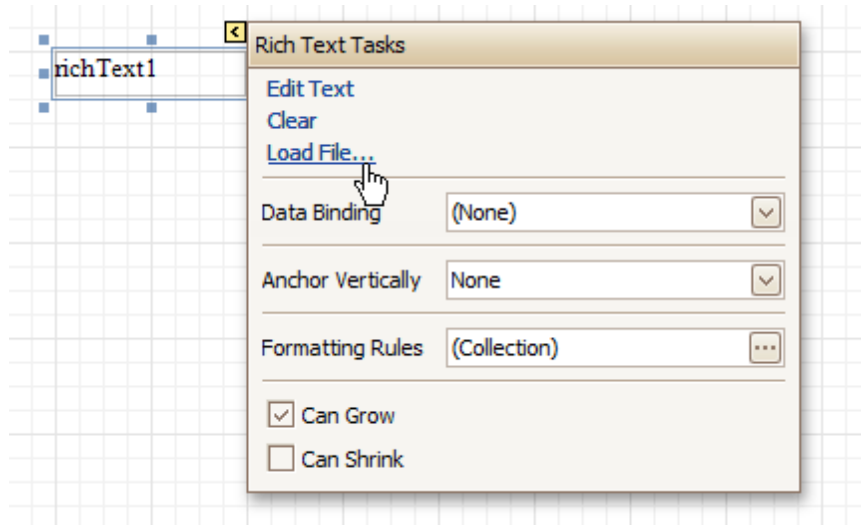 richText1
Rich Text Tasks
Edit Text
Clear
Load File...
Data Binding (None)
Anchor Vertically None
Formatting Rules (Collection)
Can Grow
Can Shrink